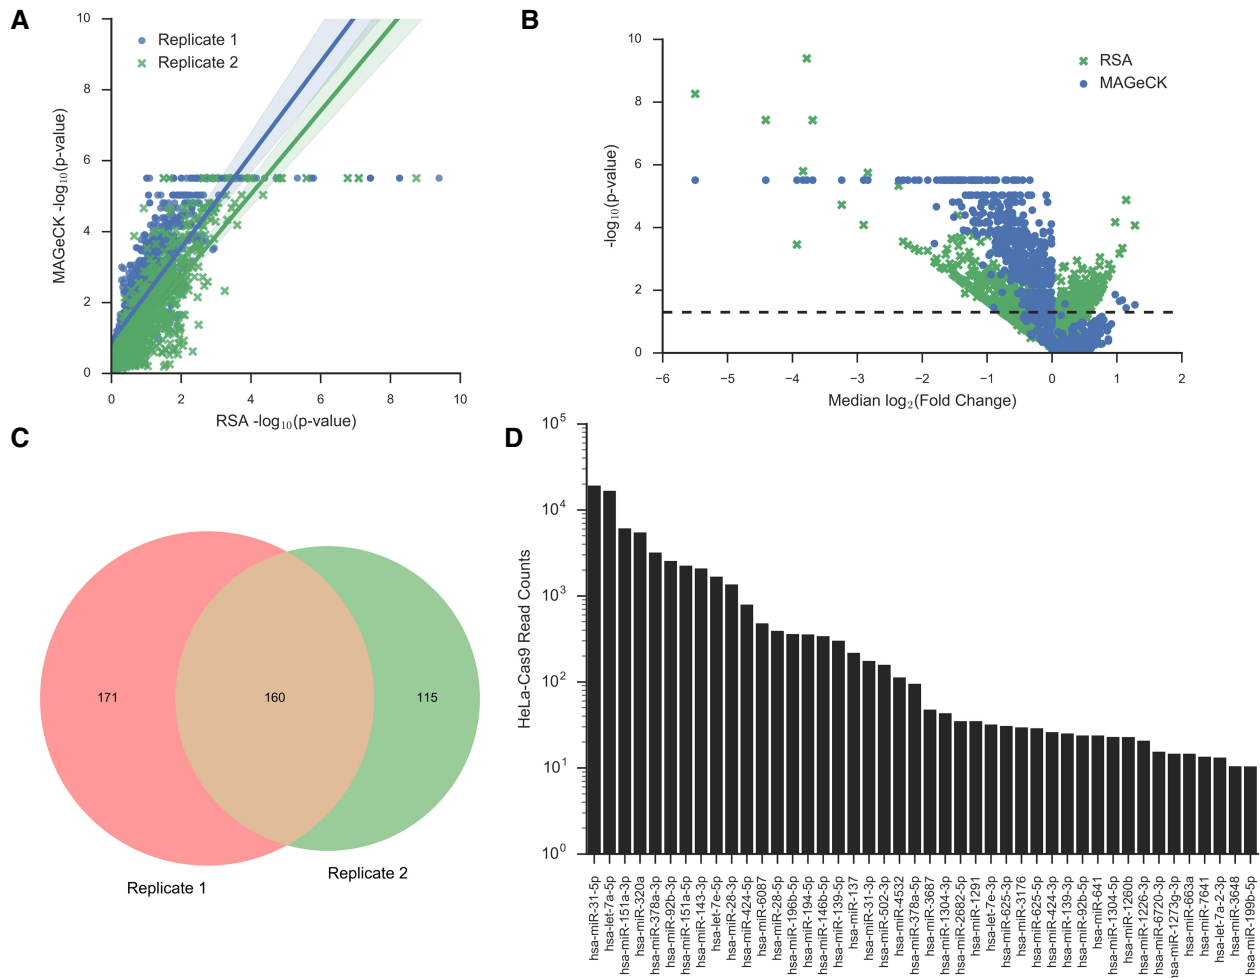 A
10
8
6
4
2
0
MAGeCK -log10(p-value)
Replicate 1
Replicate 2
0 2 4 6 8 10
RSA -log10(p-value)
B
10
8
6
4
2
0
-log10(p-value)
RSA
MAGeCK
−6 −5 −4 −3 −2 −1 0 1 2
Median log2(Fold Change)
C
171
160
115
Replicate 1
Replicate 2
D
10^5
10^4
10^3
10^2
10^1
10^0
HeLa-Cas9 Read Counts
hsa-miR-31-5p
hsa-let-7a-5p
hsa-miR-151a-3p
hsa-miR-320a
hsa-miR-378a-3p
hsa-miR-92b-3p
hsa-miR-151a-5p
hsa-miR-143-3p
hsa-let-7e-5p
hsa-miR-28-3p
hsa-miR-424-5p
hsa-miR-6087
hsa-miR-28-5p
hsa-miR-196b-5p
hsa-miR-194-5p
hsa-miR-146b-5p
hsa-miR-139-5p
hsa-miR-137
hsa-miR-31-3p
hsa-miR-502-3p
hsa-miR-4532
hsa-miR-378a-5p
hsa-miR-3687
hsa-miR-1304-3p
hsa-miR-2682-5p
hsa-miR-1291
hsa-let-7e-3p
hsa-miR-625-3p
hsa-miR-3176
hsa-miR-625-5p
hsa-miR-424-3p
hsa-miR-139-3p
hsa-miR-92b-5p
hsa-miR-641
hsa-miR-1304-5p
hsa-miR-1260b
hsa-miR-1226-3p
hsa-miR-6720-3p
hsa-miR-1273g-3p
hsa-miR-663a
hsa-miR-7641
hsa-let-7a-2-3p
hsa-miR-3648
hsa-miR-199b-5p